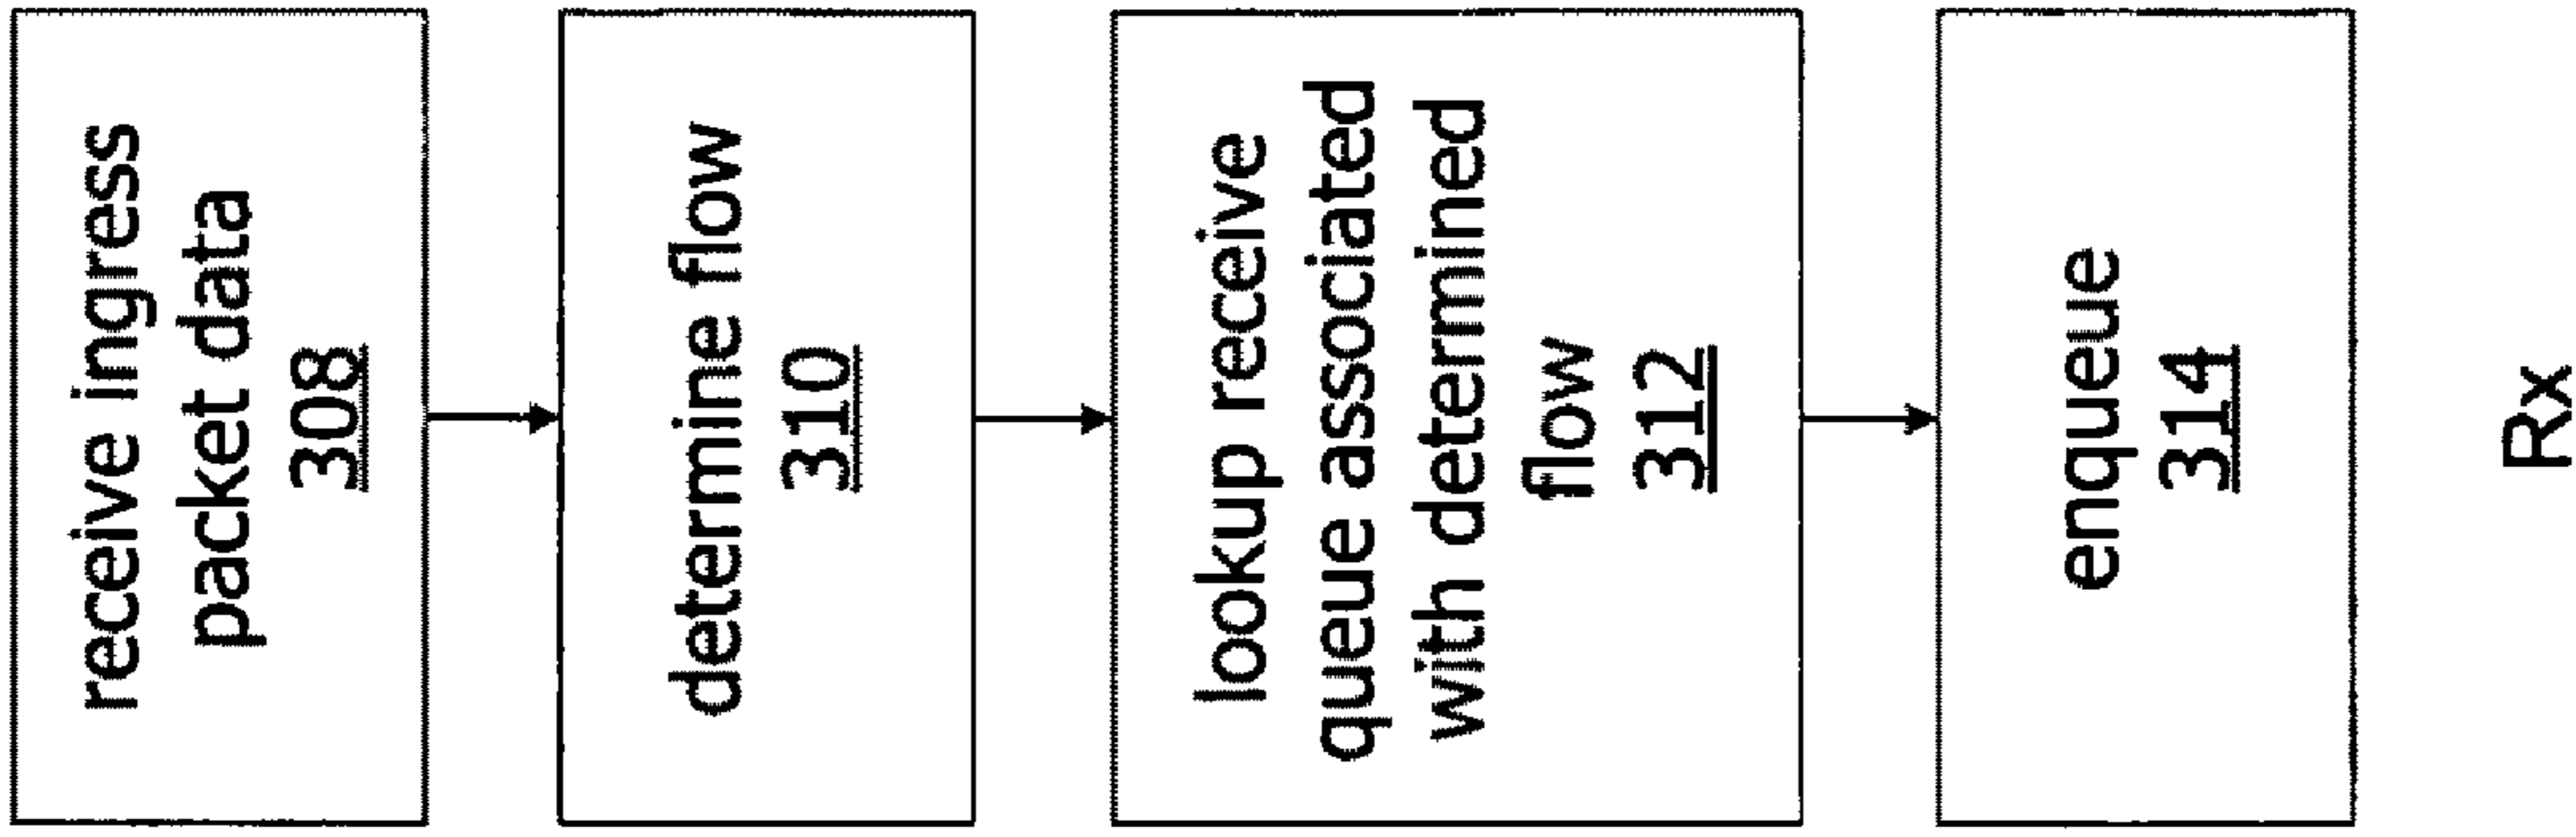 receive ingress
packet data
308
determine flow
310
lookup receive
queue associated
with determined
flow
312
enqueue
314
Rx